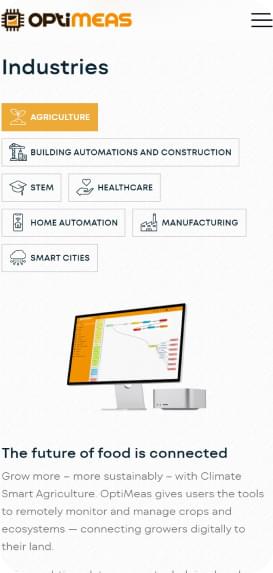 OPTIMEAS
Industries
AGRICULTURE
BUILDING AUTOMATIONS AND CONSTRUCTION
STEM HEALTHCARE
HOME AUTOMATION MANUFACTURING
SMART CITIES
The future of food is connected
Grow more – more sustainably – with Climate
Smart Agriculture. OptiMeas gives users the tools
to remotely monitor and manage crops and
ecosystems — connecting growers digitally to
their land.